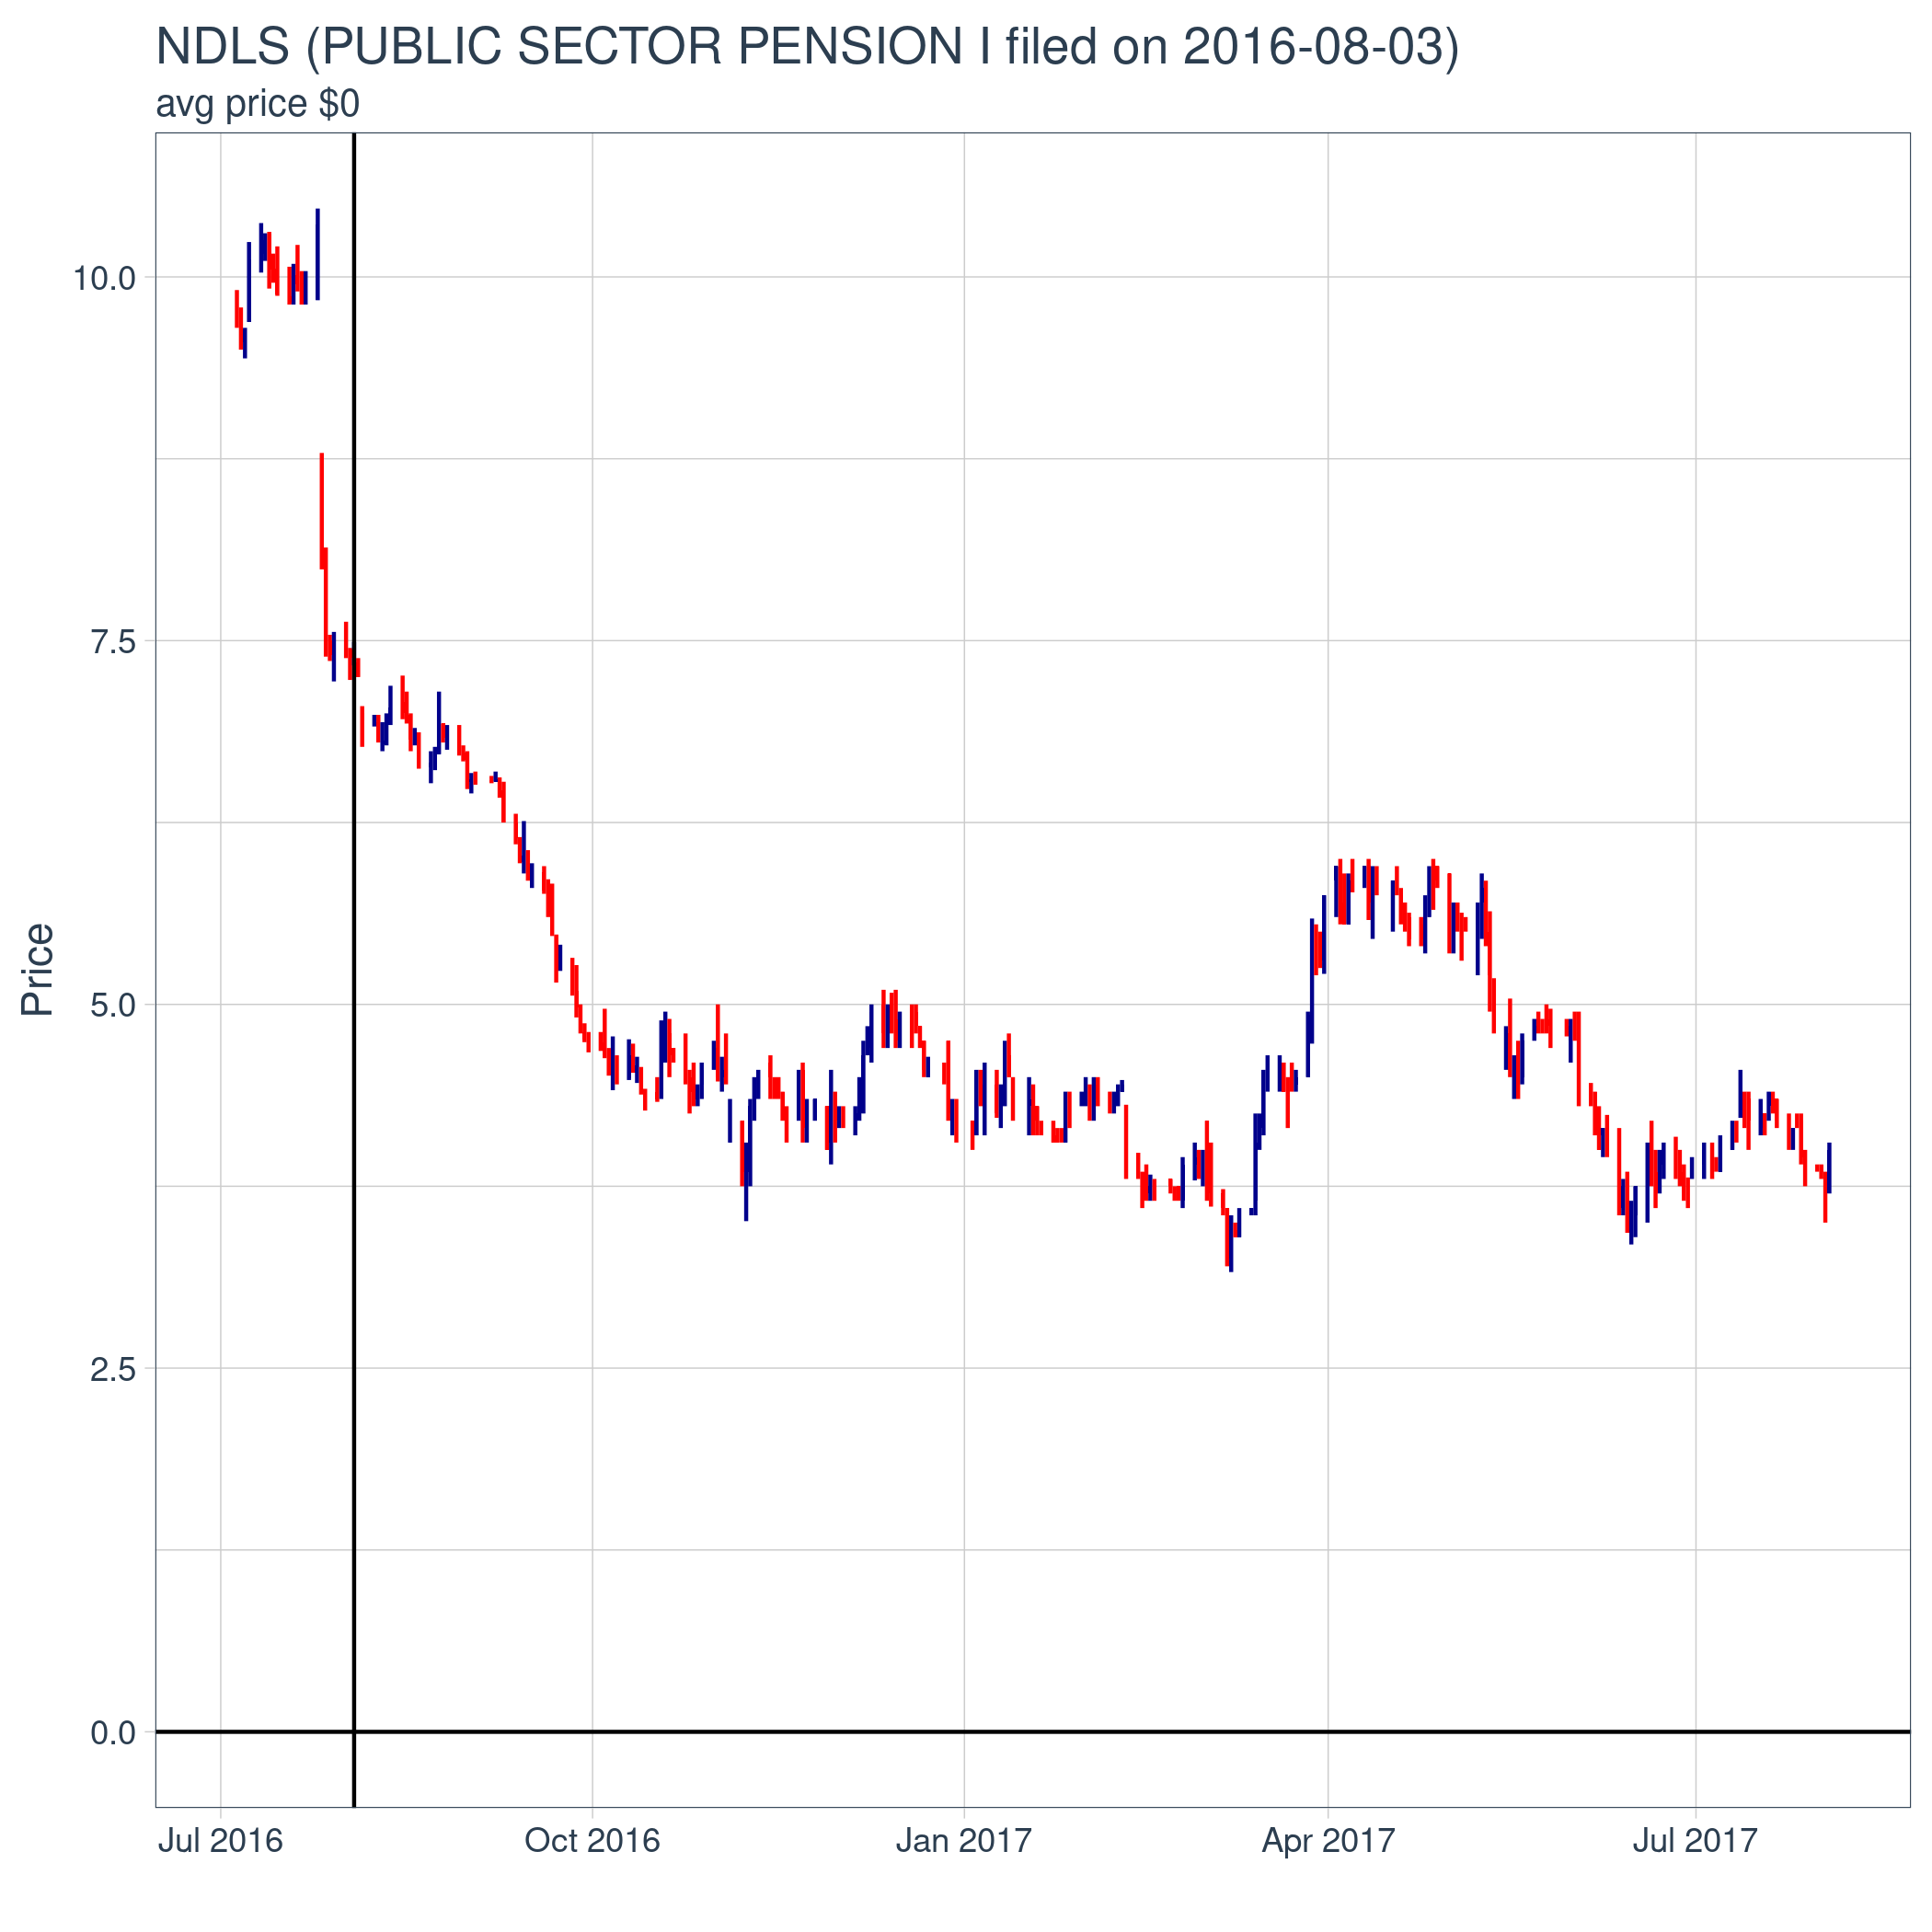 NDLS (PUBLIC SECTOR PENSION I filed on 2016-08-03)
avg price $0
10.0
7.5
5.0
2.5
0.0
Price
Jul 2016
Oct 2016
Jan 2017
Apr 2017
Jul 2017